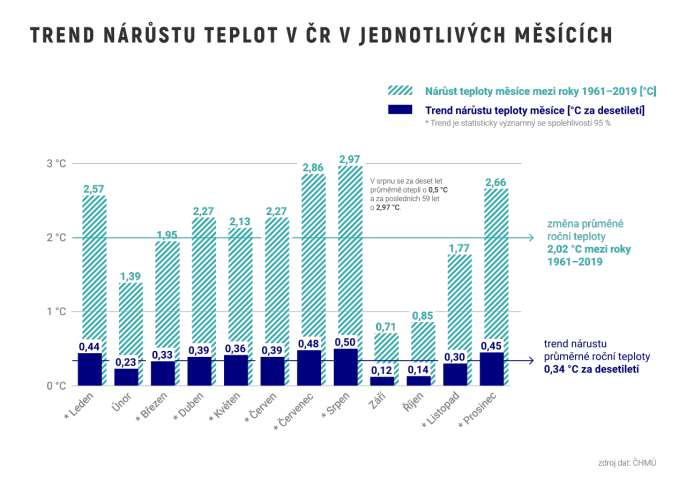 TREND NÁRŮSTU TEPLOT V ČR V JEDNOTLIVÝCH MĚSÍCÍCH
Nárůst teploty měsíce mezi roky 1961–2019 [°C]
Trend nárůstu teploty měsíce [°C za desetiletí]
* Trend je statisticky významný se spolehlivostí 95 %
3 °C
2 °C
1 °C
0 °C
2,57
1,39
1,95
2,27
2,13
2,27
2,86
2,97
0,71
0,85
1,77
2,66
V srpnu se za deset let
průměrně oteplí o 0,5 °C
a za posledních 59 let
o 2,97 °C.
změna průměné
roční teploty
2,02 °C mezi roky
1961–2019
0,44
0,23
0,33
0,39
0,36
0,39
0,48
0,50
0,12
0,14
0,30
0,45
trend nárustu
průměrné roční teploty
0,34 °C za desetiletí
* Leden
Únor
* Březen
* Duben
* Květen
* Červen
* Červenec
* Srpen
Září
Říjen
* Listopad
* Prosinec
zdroj dat: ČHMÚ